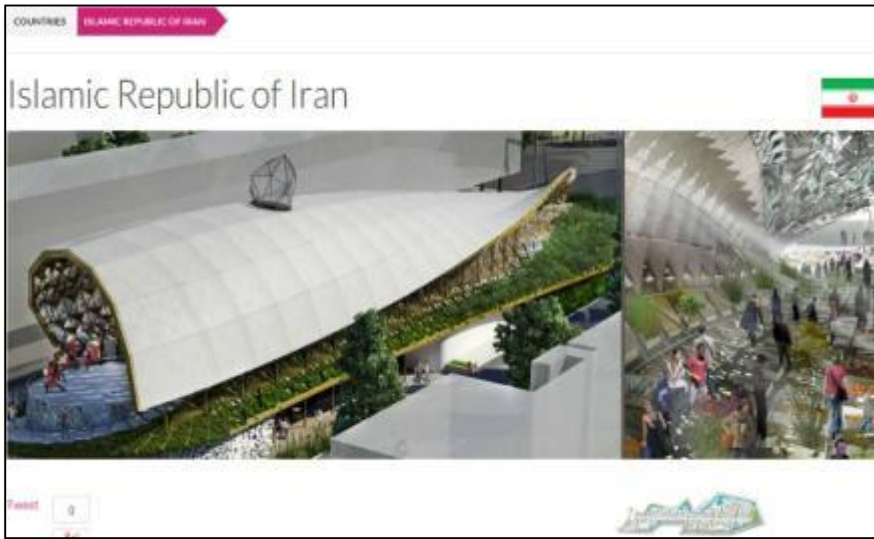 COUNTRIES ISLAMIC REPUBLIC OF IRAN
Islamic Republic of Iran
Tweet 0